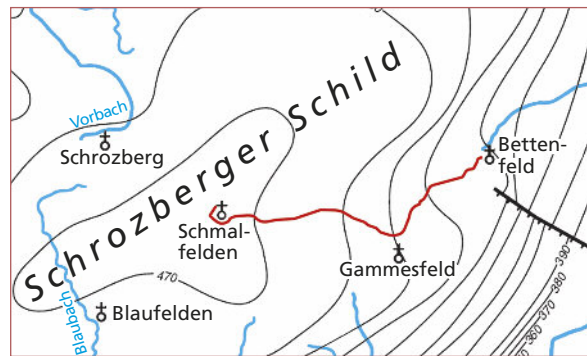 Schrozberger Schild
Vorbach
Schrozberg
Betten-
feld
Schmal-
felden
Gammesfeld
470
Blaubach
Blaufelden
390
380
370
360
350